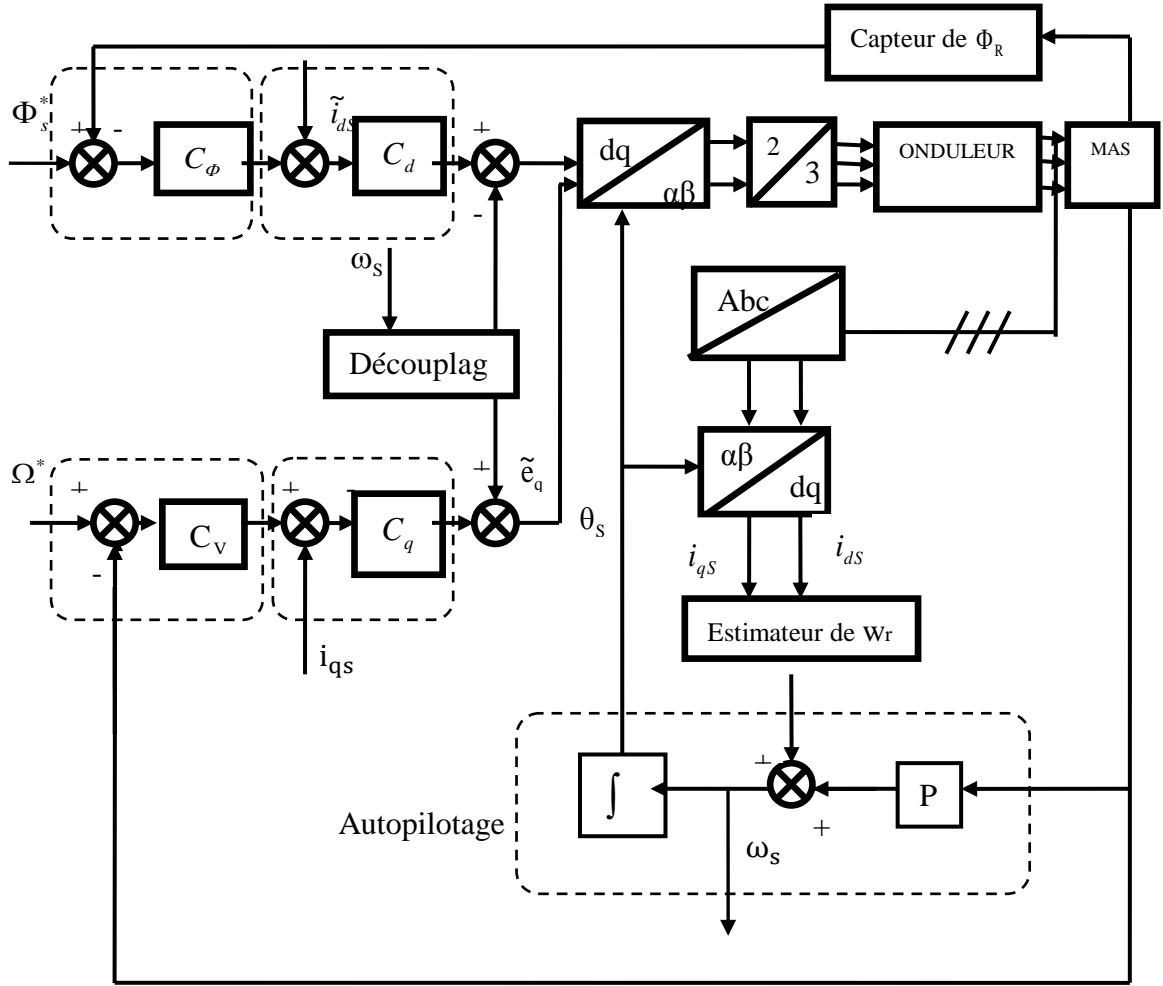 Capteur de Φ_R
Φ*_s
+
-
C_Φ
ĩ_dS
C_d
+
-
dq
αβ
2
3
ONDULEUR
MAS
ω_S
Découplag
Abc
Ω*
+
-
C_V
+
-
C_q
+
ẽ_q
θ_S
αβ
dq
i_qS
i_dS
i_qs
Estimateur de Wr
Autopilotage
∫
+
+
P
ω_s